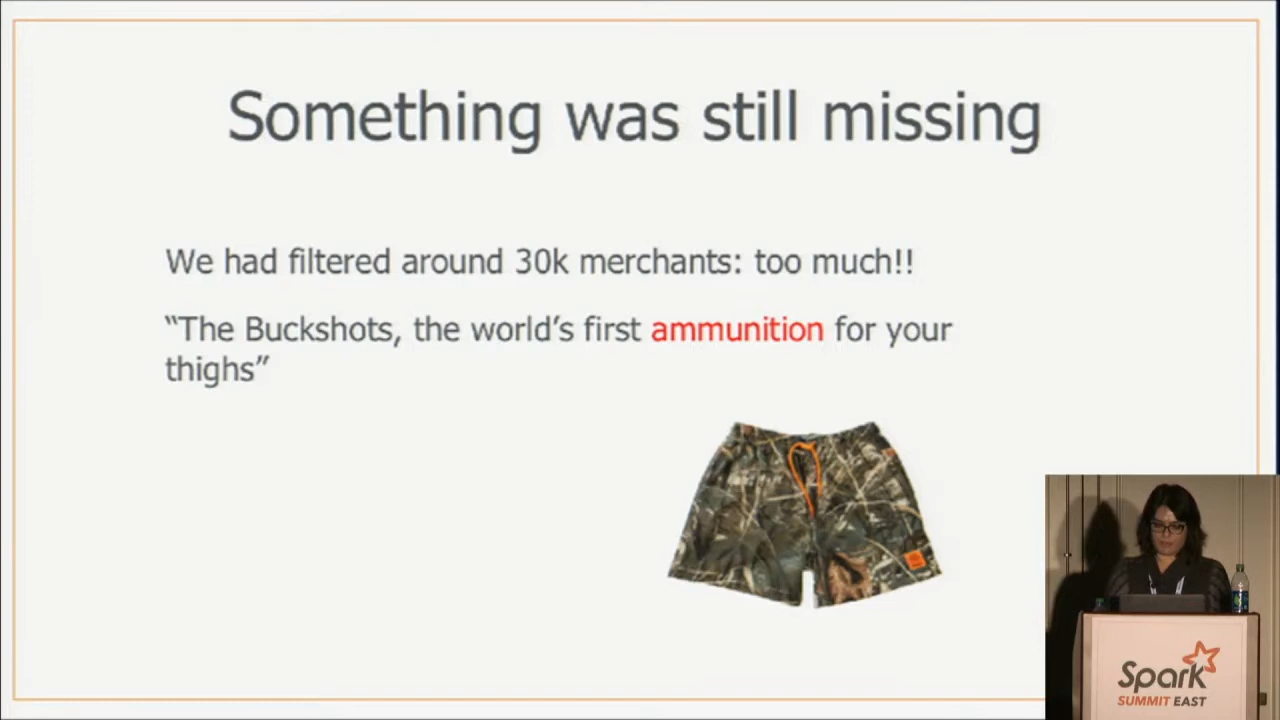 Something was still missing
We had filtered around 30k merchants: too much!!
“The Buckshots, the world’s first ammunition for your
thighs”
Spark
SUMMIT EAST